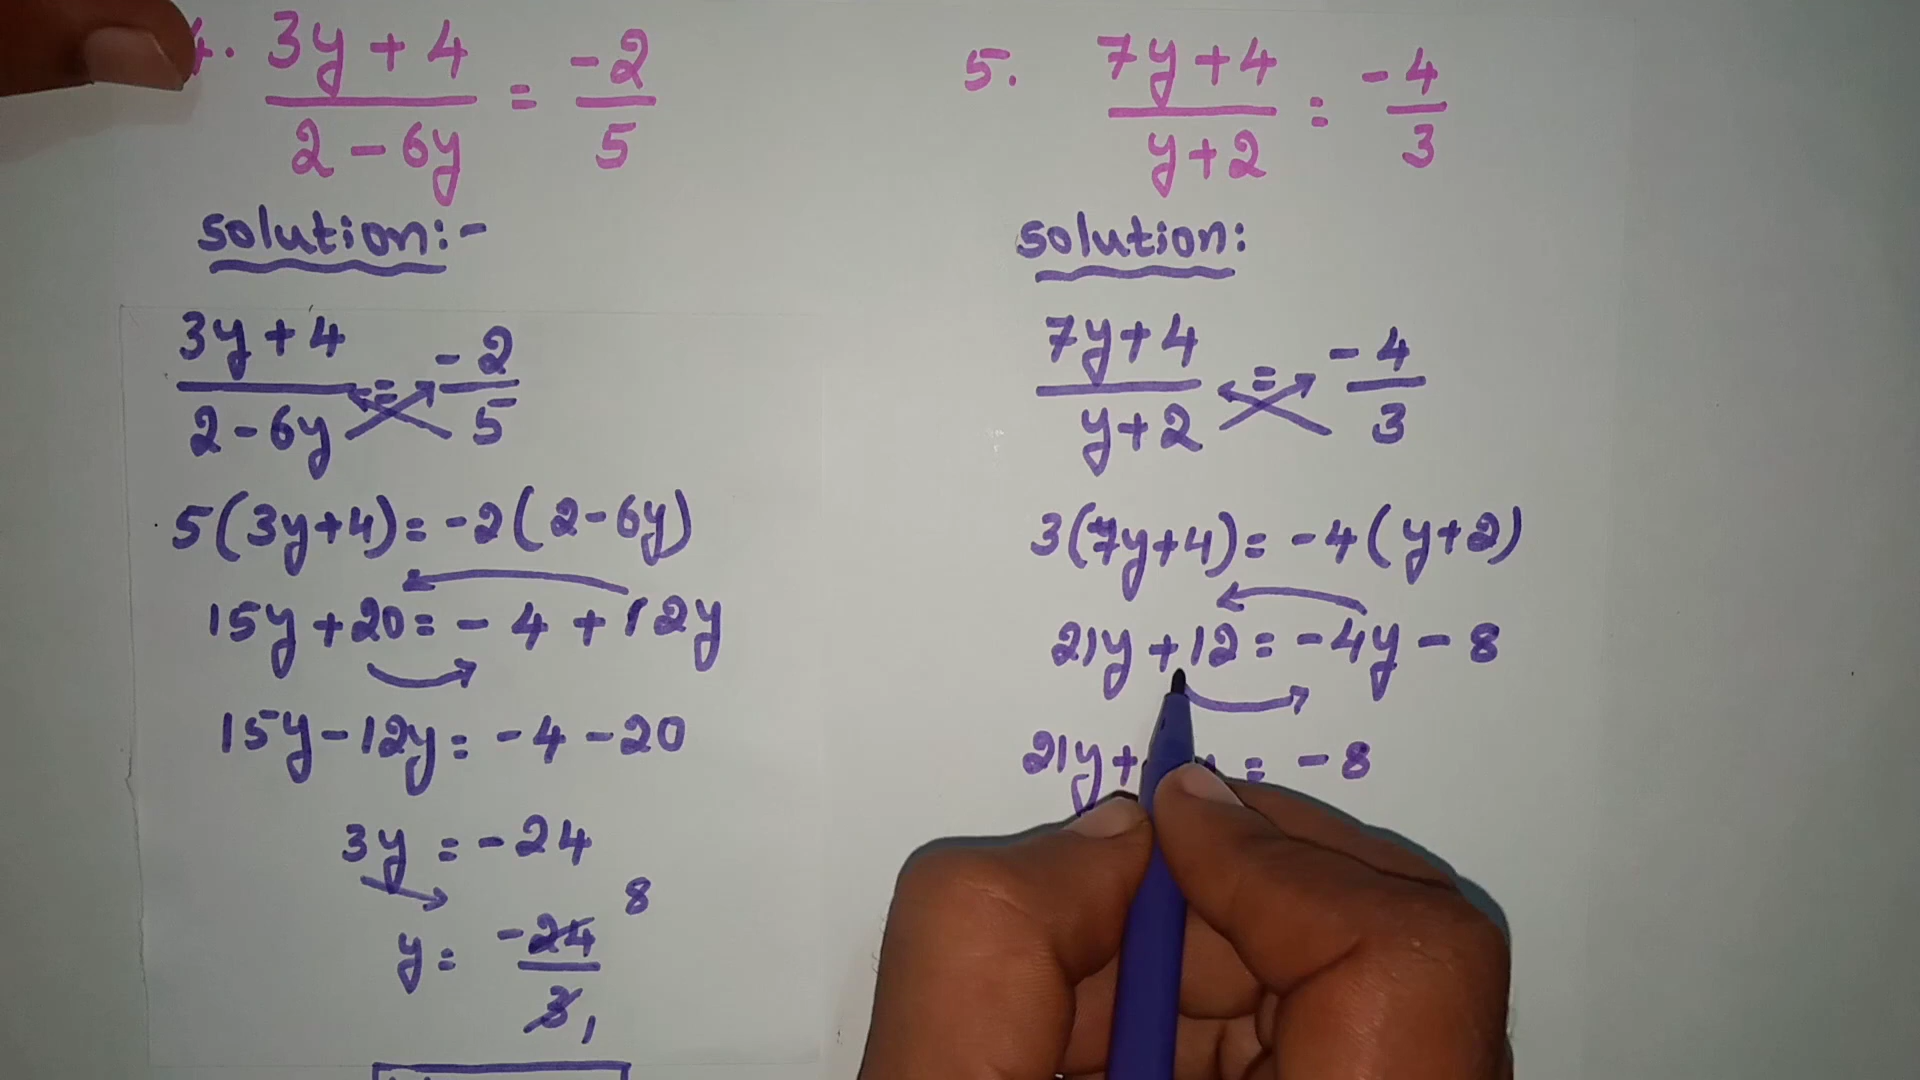 4. 3y + 4 / 2 - 6y = -2 / 5
solution:-
3y + 4 / 2 - 6y = -2 / 5
5(3y+4) = -2(2-6y)
15y + 20 = - 4 + 12y
15y - 12y = - 4 - 20
3y = - 24
8
y = -24 / 3 1
5. 7y + 4 / y + 2 = -4 / 3
solution:
7y + 4 / y + 2 = -4 / 3
3(7y+4) = -4(y+2)
21y + 12 = -4y - 8
21y + = - 8